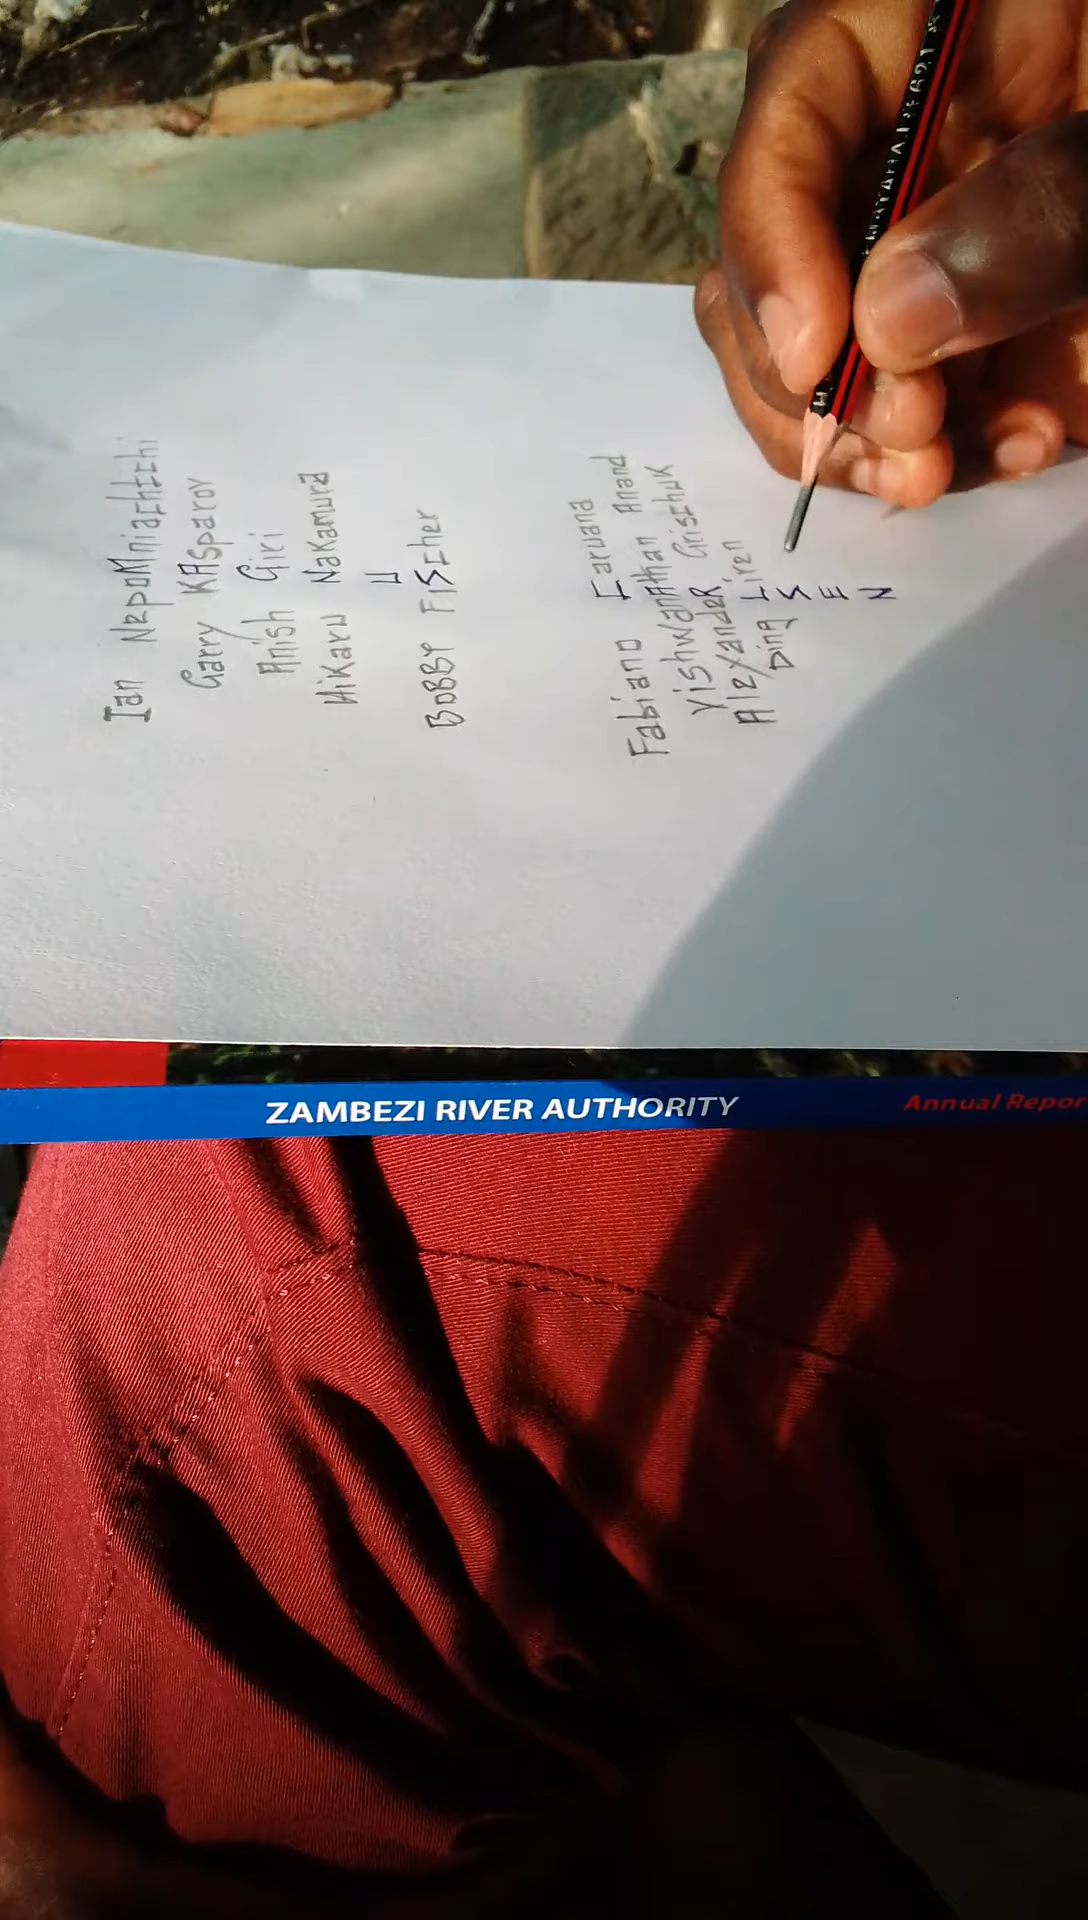 Ian Nepomniachtchi
Garry KAsparov
Anish Giri
Hikaru Nakamura
U
BOBBY FISCher
Fabiano Caruana
VishwanAthan Anand
AlexandeR Grischuk
Ding Liren
S
E
N
ZAMBEZI RIVER AUTHORITY Annual Repor